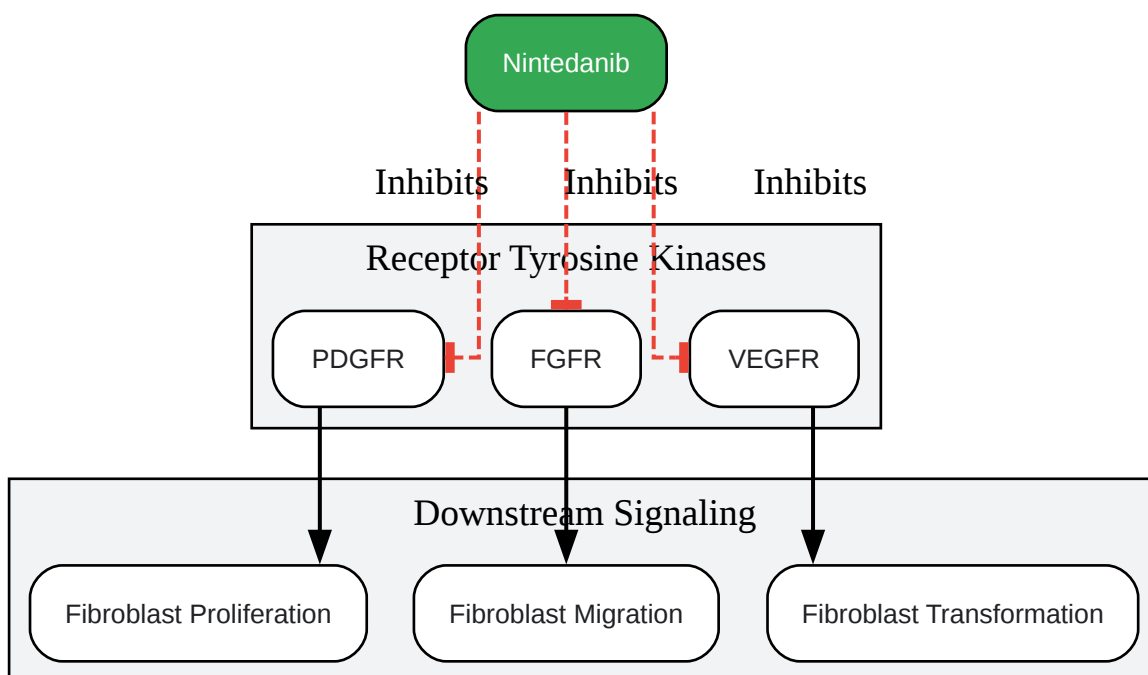 Nintedanib
Inhibits Inhibits Inhibits
Receptor Tyrosine Kinases
PDGFR FGFR VEGFR
Downstream Signaling
Fibroblast Proliferation Fibroblast Migration Fibroblast Transformation